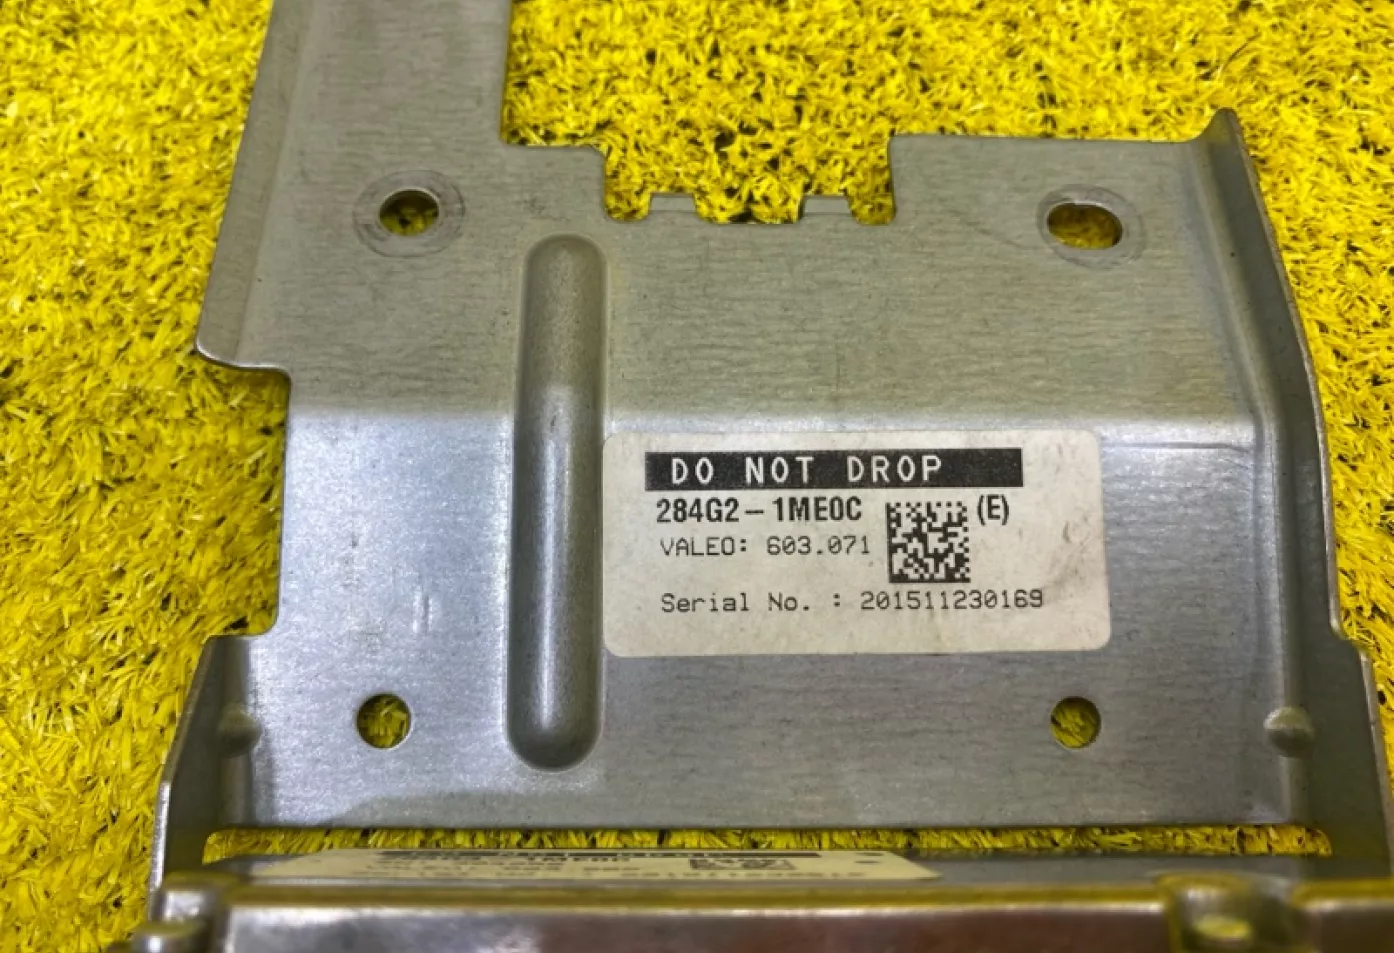 DO NOT DROP
284G2-1ME0C (E)
VALEO: 603.071
Serial No. : 201511230169